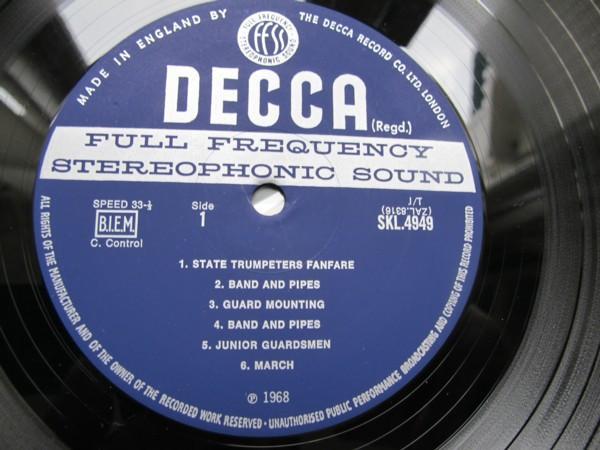 MADE IN ENGLAND BY
THE DECCA RECORD CO. LTD. LONDON
FULL FREQUENCY
ffss
STEREOPHONIC SOUND
DECCA
(Regd.)
FULL FREQUENCY
STEREOPHONIC SOUND
SPEED 33-⅓
B.I.E.M.
C. Control
Side
1
1/1
(ZAL.8316)
SKL.4949
1. STATE TRUMPETERS FANFARE
2. BAND AND PIPES
3. GUARD MOUNTING
4. BAND AND PIPES
5. JUNIOR GUARDSMEN
6. MARCH
℗ 1968
ALL RIGHTS OF THE MANUFACTURER AND OF THE OWNER OF THE RECORDED WORK RESERVED · UNAUTHORISED PUBLIC PERFORMANCE BROADCASTING AND COPYING OF THIS RECORD PROHIBITED